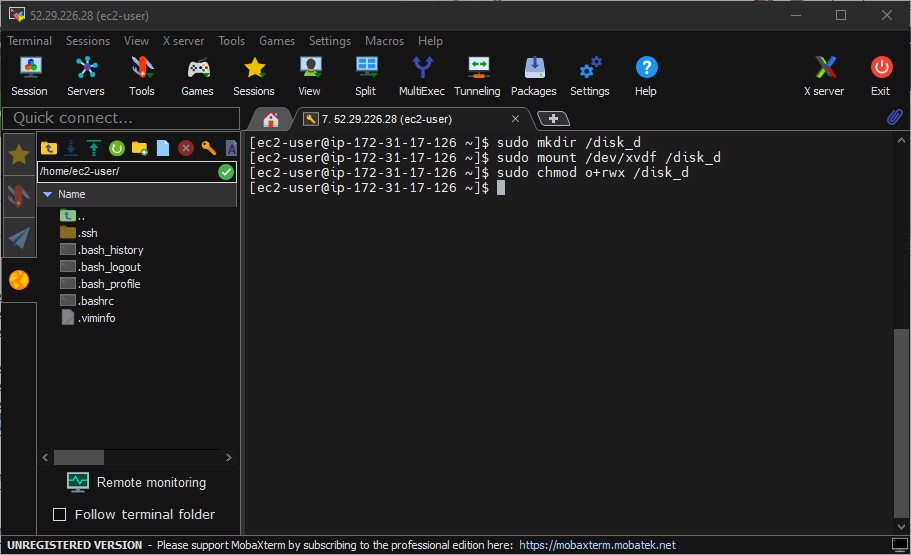 52.29.226.28 (ec2-user)
Terminal Sessions View X server Tools Games Settings Macros Help
Session Servers Tools Games Sessions View Split MultiExec Tunneling Packages Settings Help X server Exit
Quick connect...
7. 52.29.226.28 (ec2-user)
/home/ec2-user/
Name
..
.ssh
.bash_history
.bash_logout
.bash_profile
.bashrc
.viminfo
[ec2-user@ip-172-31-17-126 ~]$ sudo mkdir /disk_d
[ec2-user@ip-172-31-17-126 ~]$ sudo mount /dev/xvdf /disk_d
[ec2-user@ip-172-31-17-126 ~]$ sudo chmod o+rwx /disk_d
[ec2-user@ip-172-31-17-126 ~]$
Remote monitoring
Follow terminal folder
UNREGISTERED VERSION - Please support MobaXterm by subscribing to the professional edition here: https://mobaxterm.mobatek.net